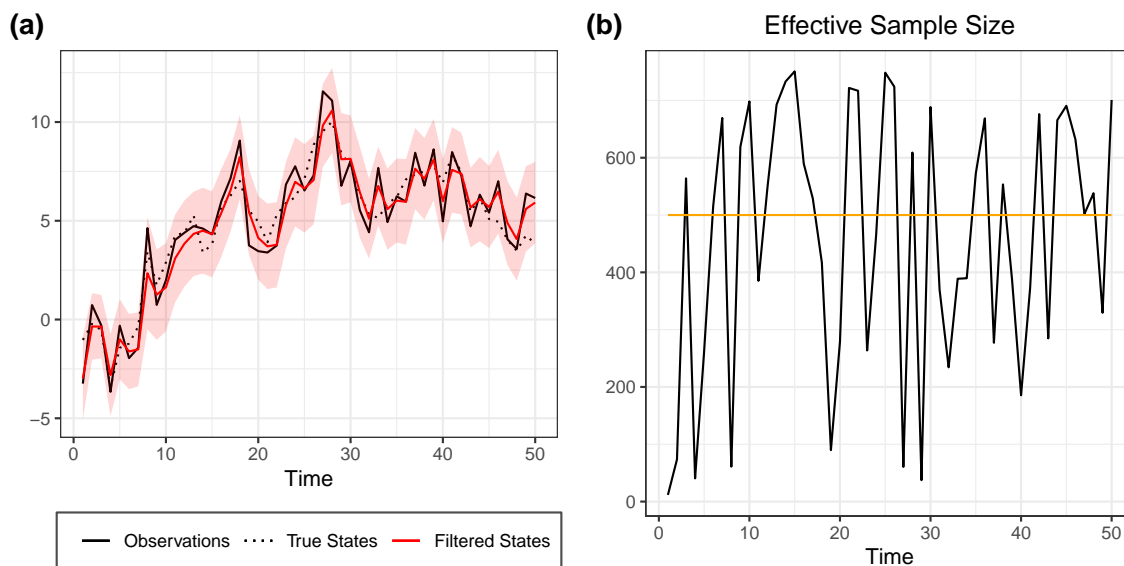 (a)
10
5
0
−5
0 10 20 30 40 50
Time
Observations True States Filtered States
(b) Effective Sample Size
600
400
200
0
0 10 20 30 40 50
Time